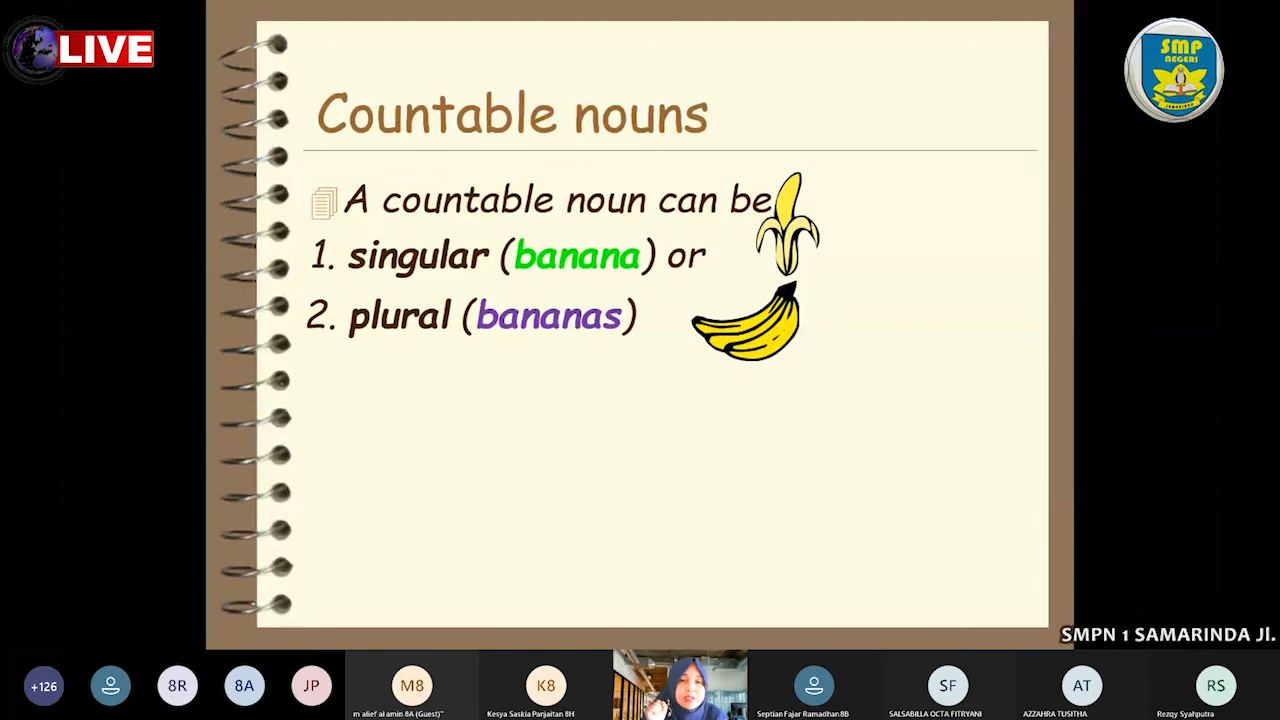 LIVE
SMP
NEGERI
SAMARINDA
Countable nouns
A countable noun can be
1. singular (banana) or
2. plural (bananas)
SMPN 1 SAMARINDA Jl.
+126
8R
8A
JP
M8
K8
SF
AT
RS
m alief al amin 8A (Guest)"
Kesya Saskia Panjaitan 8H
Septian Fajar Ramadhan 8B
SALSABILLA OCTA FITRYANI
AZZAHRA TUSITHA
Rezqy Syahputra